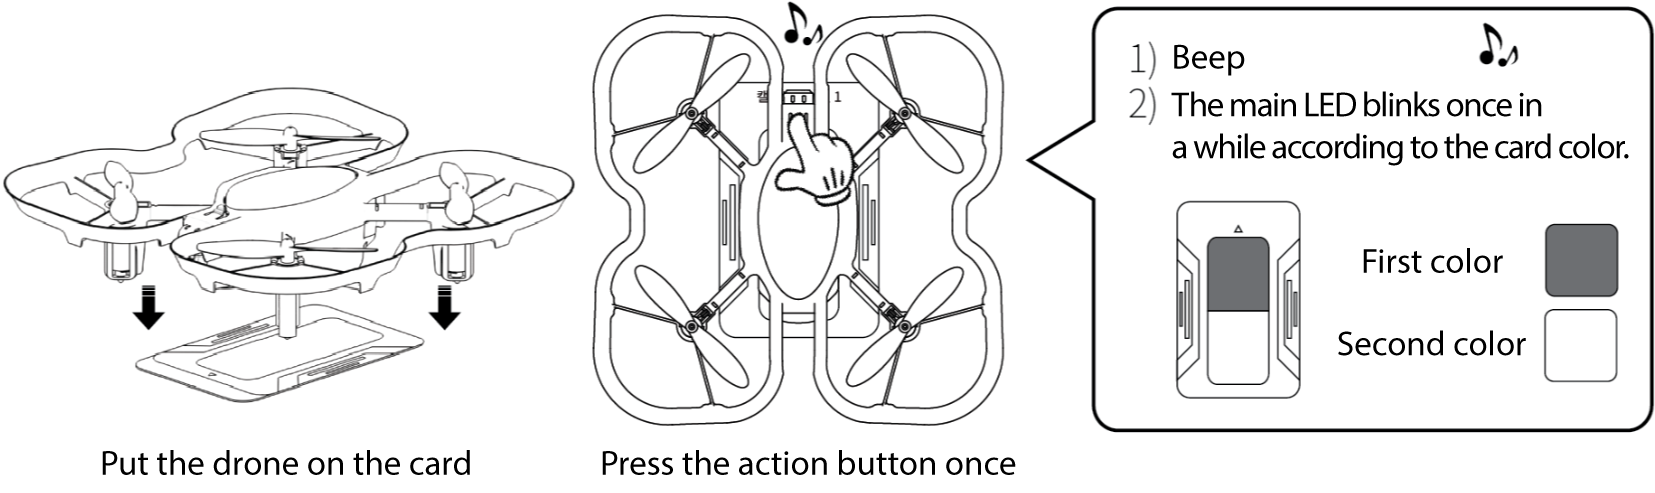 캘
1
1) Beep
2) The main LED blinks once in
a while according to the card color.
First color
Second color
Put the drone on the card
Press the action button once